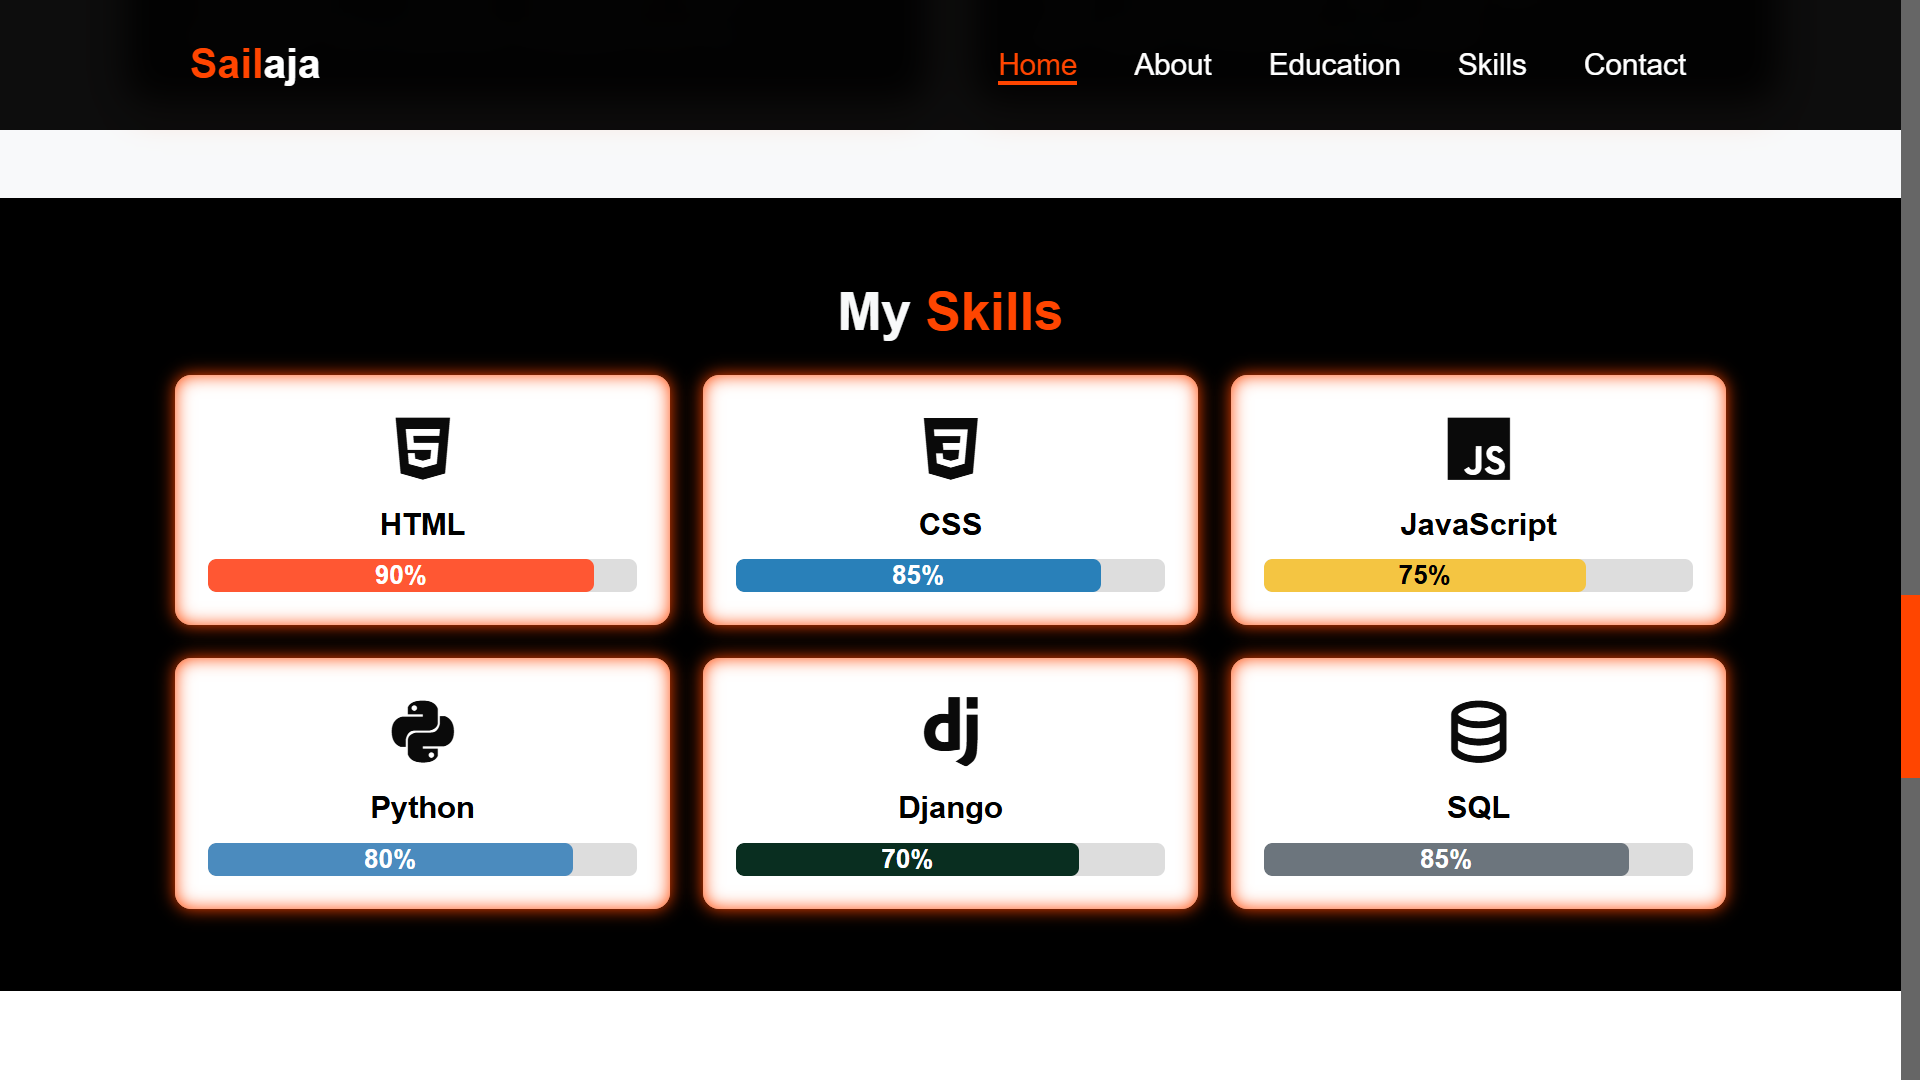 Sailaja
Home About Education Skills Contact
My Skills
HTML
90%
CSS
85%
JS
JavaScript
75%
Python
80%
dj
Django
70%
SQL
85%